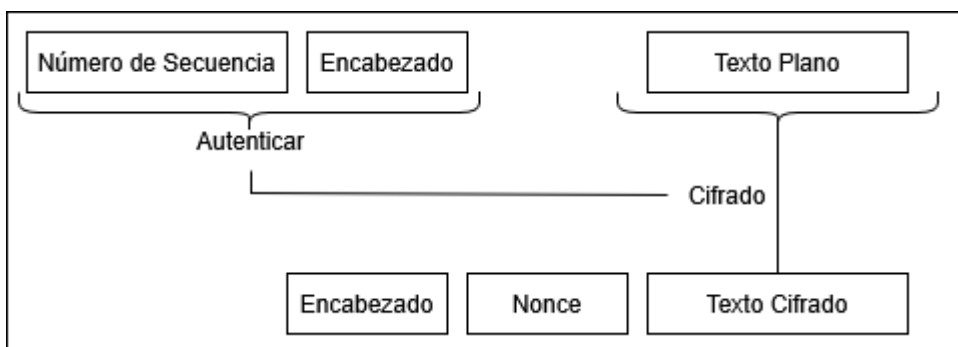 Número de Secuencia
Encabezado
Texto Plano
Autenticar
Cifrado
Encabezado
Nonce
Texto Cifrado